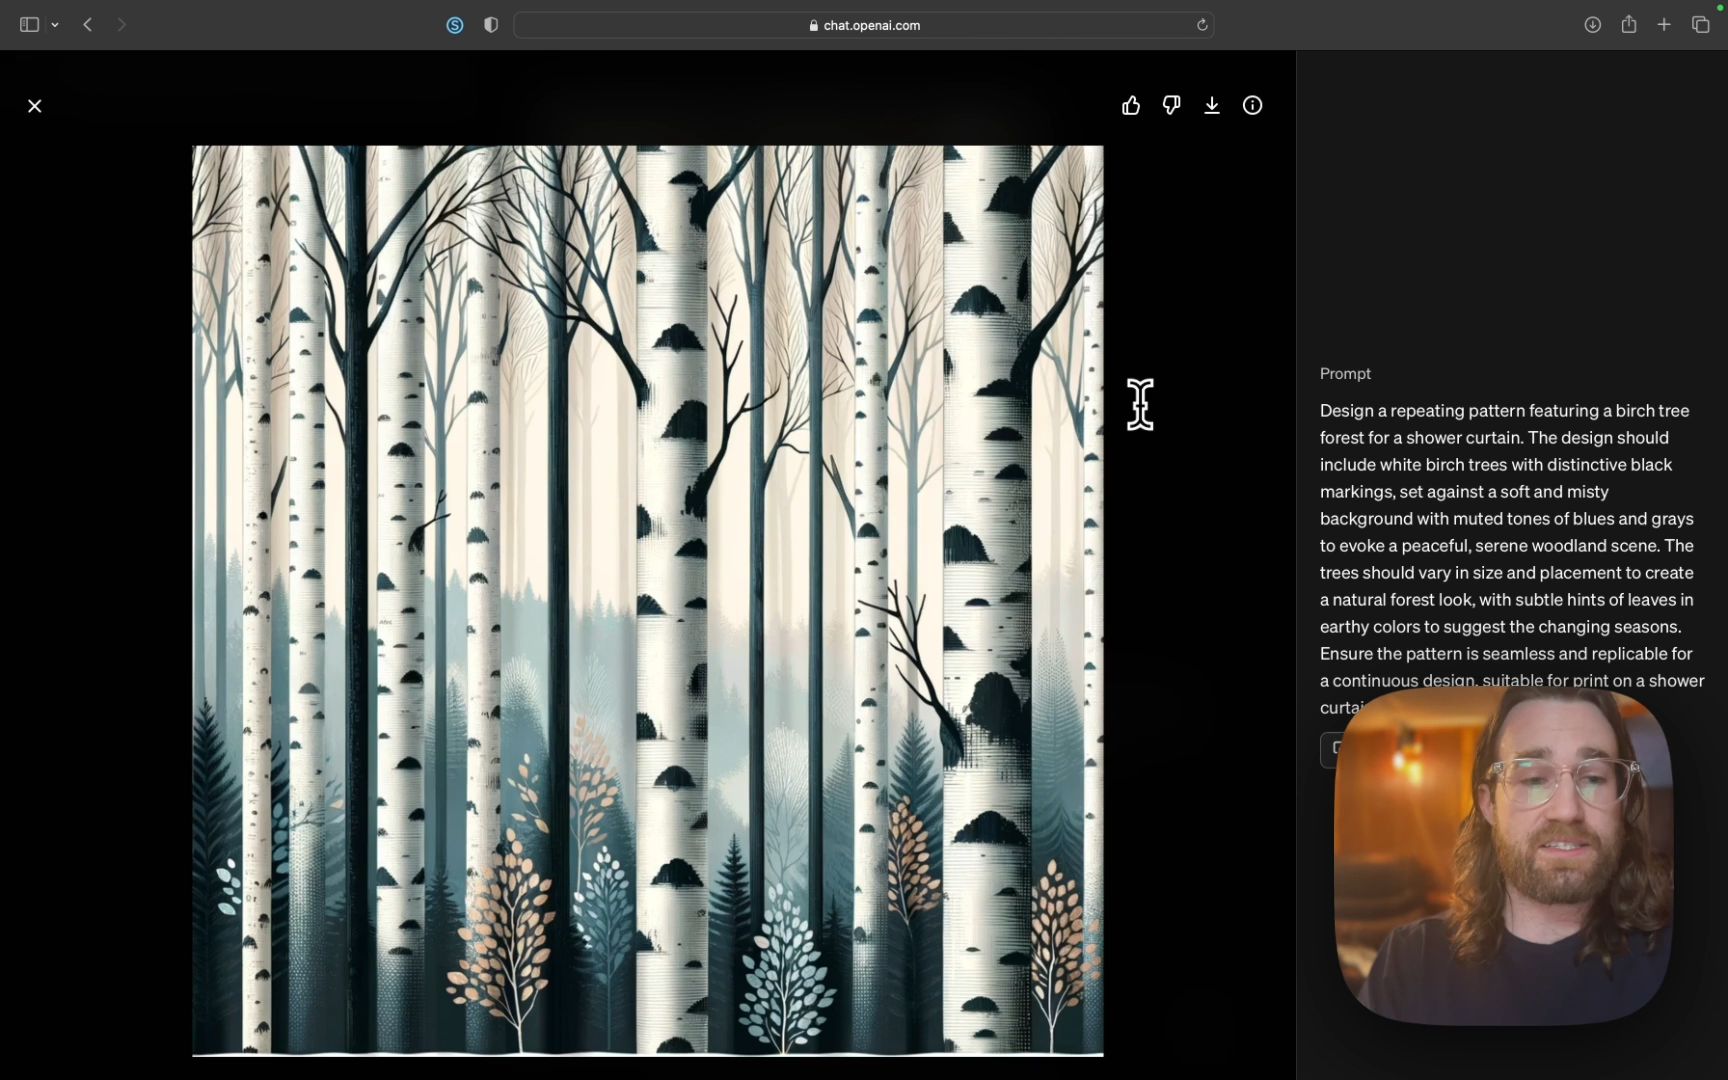 chat.openai.com
Prompt
Design a repeating pattern featuring a birch tree
forest for a shower curtain. The design should
include white birch trees with distinctive black
markings, set against a soft and misty
background with muted tones of blues and grays
to evoke a peaceful, serene woodland scene. The
trees should vary in size and placement to create
a natural forest look, with subtle hints of leaves in
earthy colors to suggest the changing seasons.
Ensure the pattern is seamless and replicable for
a continuous design, suitable for print on a shower